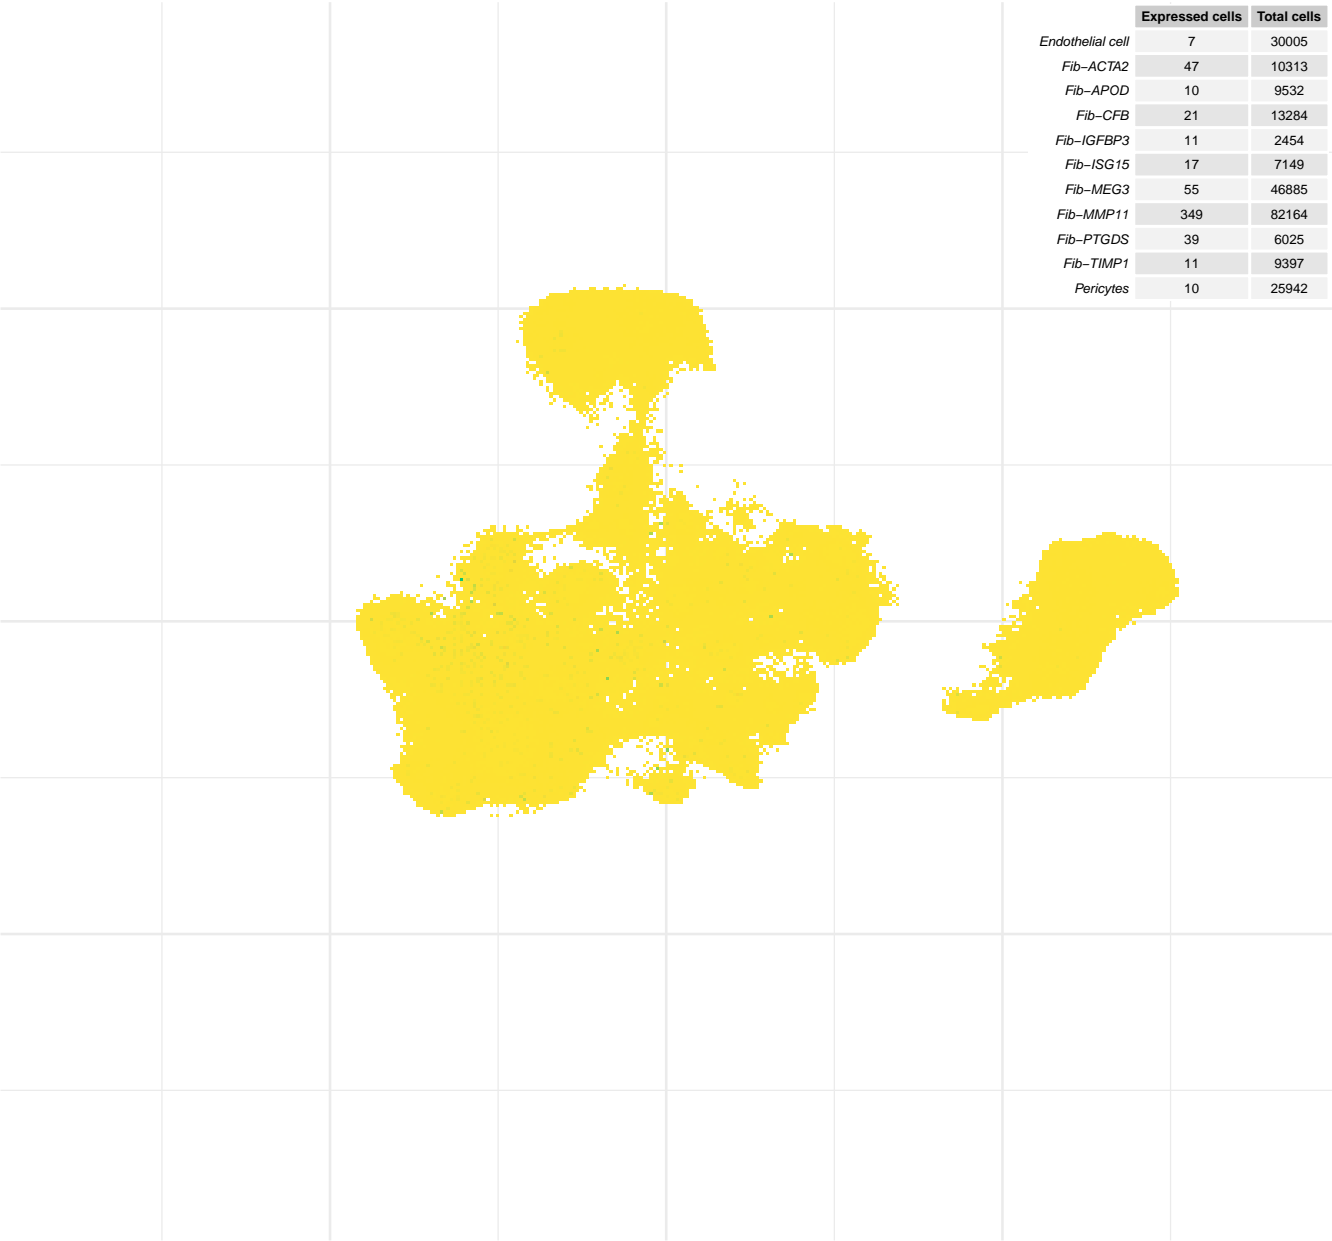 Expressed cells Total cells
Endothelial cell 7 30005
Fib−ACTA2 47 10313
Fib−APOD 10 9532
Fib−CFB 21 13284
Fib−IGFBP3 11 2454
Fib−ISG15 17 7149
Fib−MEG3 55 46885
Fib−MMP11 349 82164
Fib−PTGDS 39 6025
Fib−TIMP1 11 9397
Pericytes 10 25942